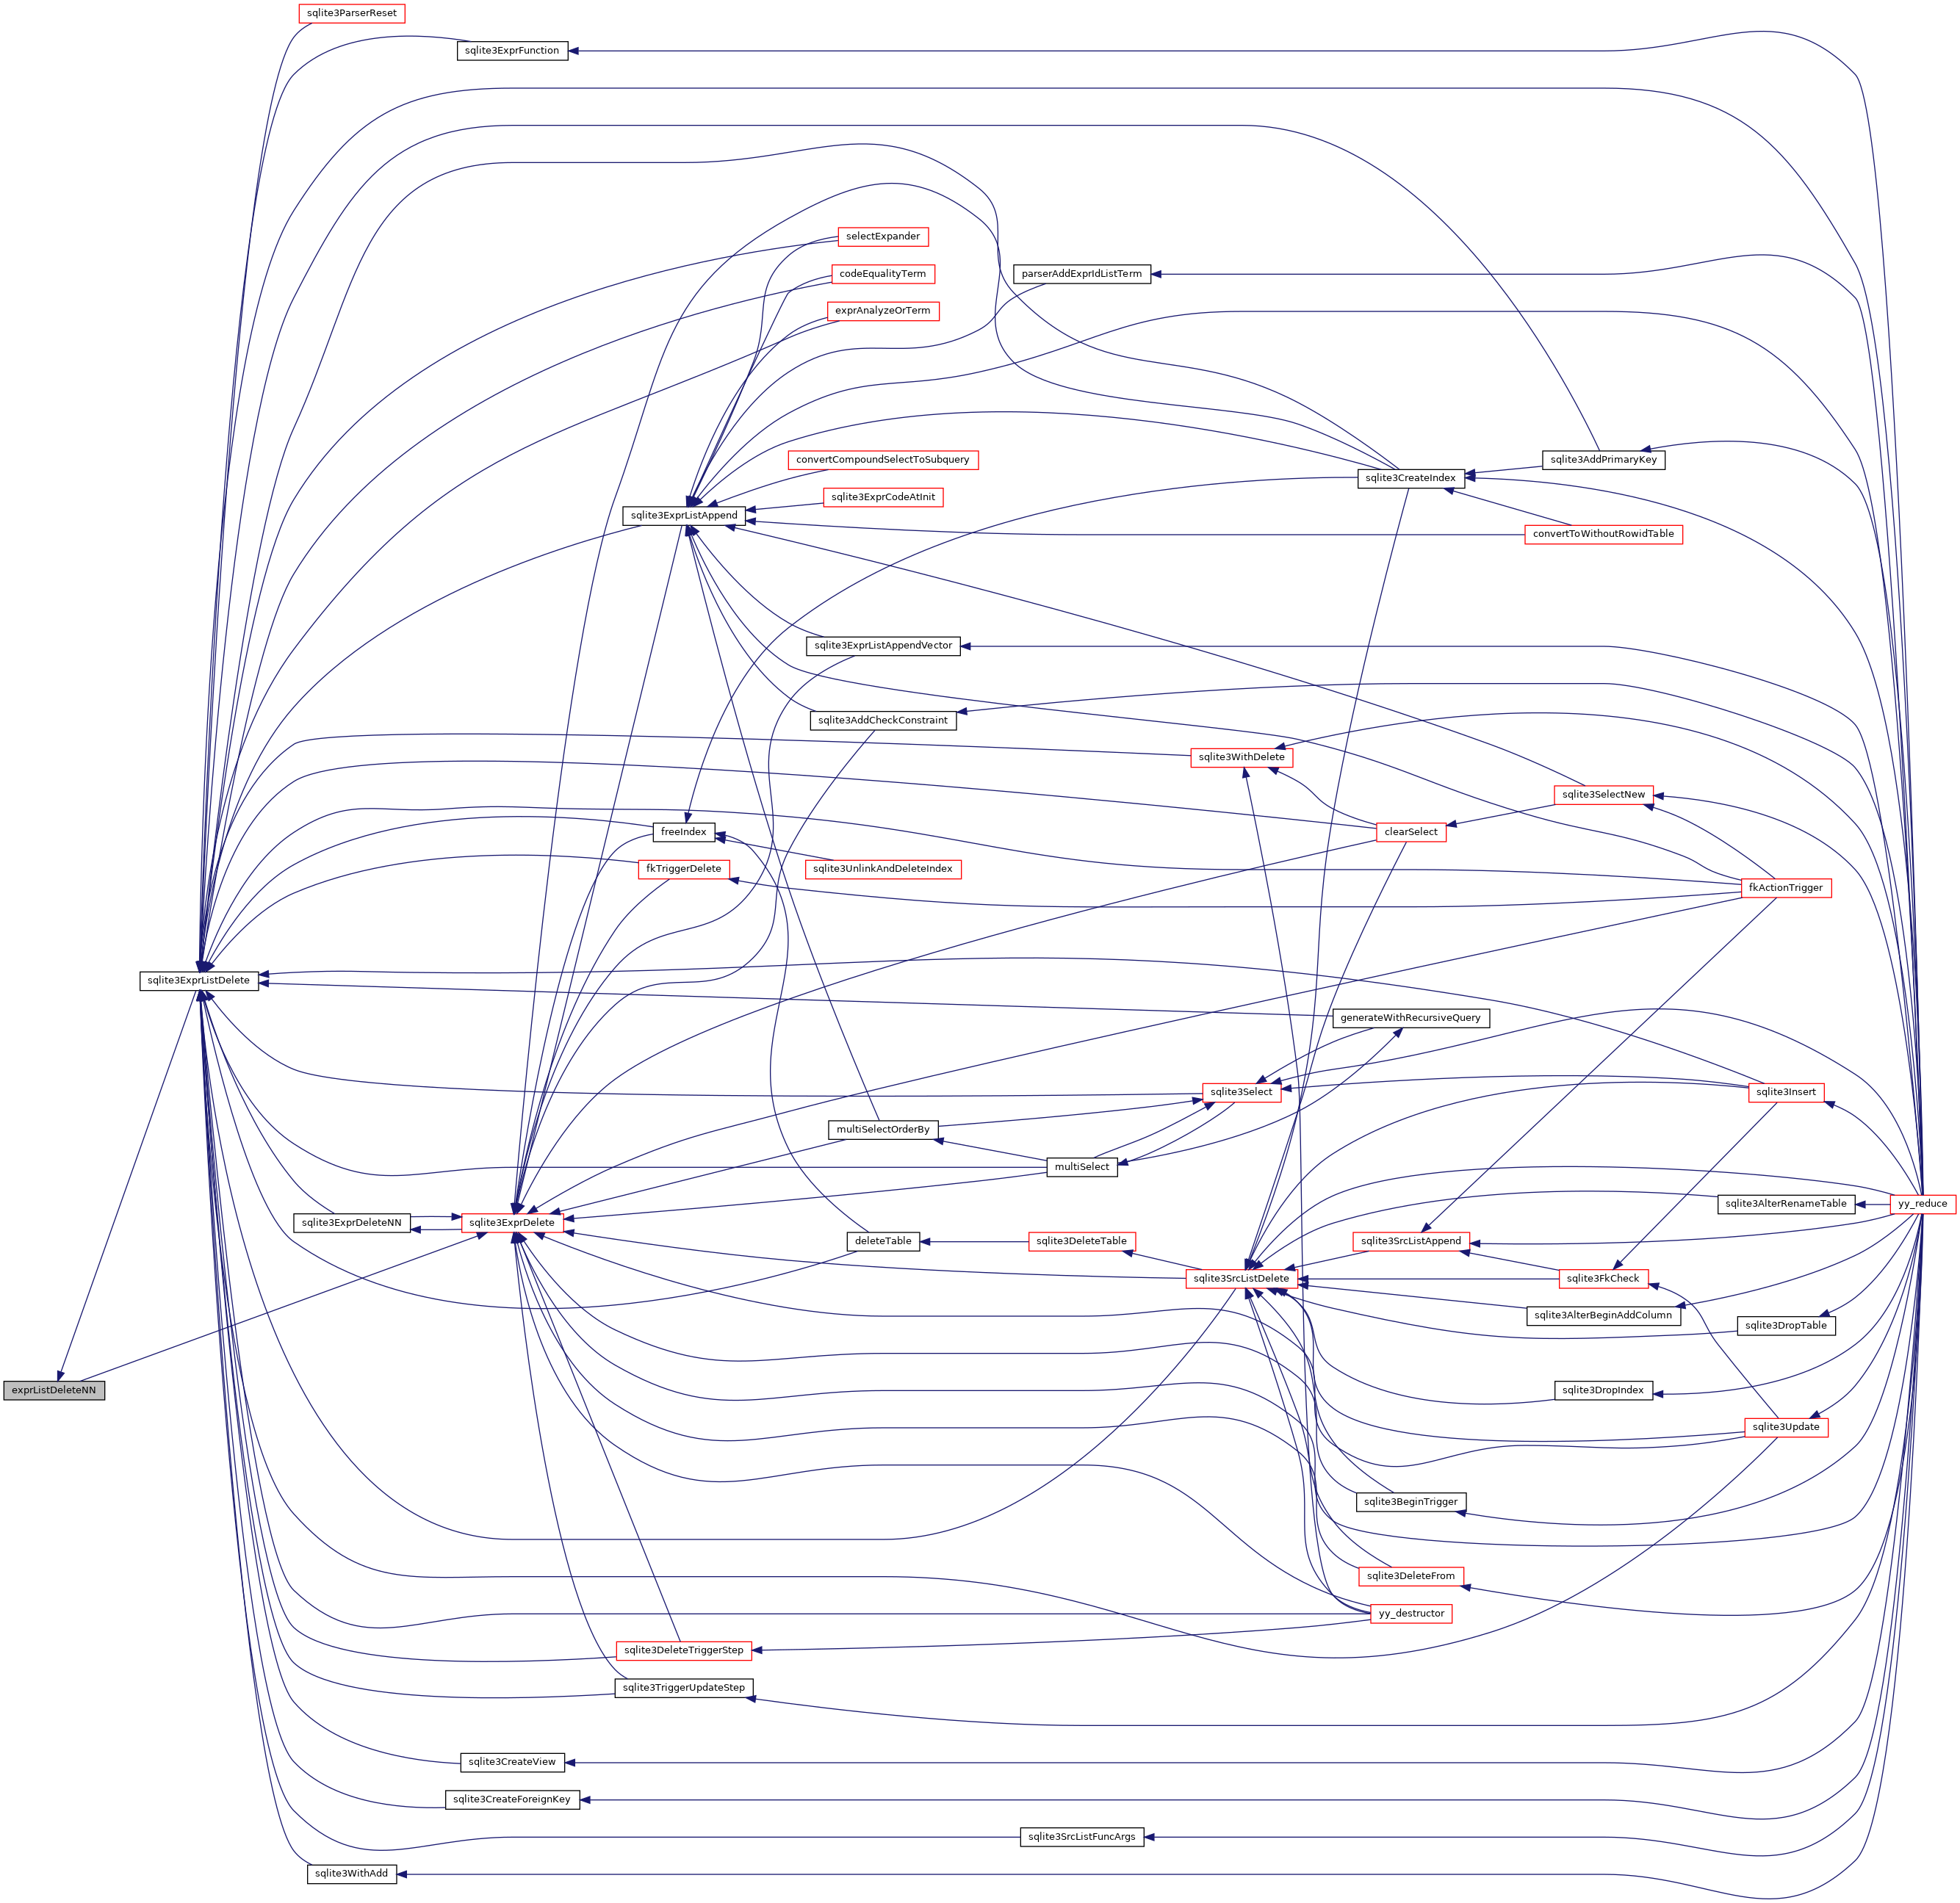 sqlite3ParserReset
sqlite3ExprFunction
selectExpander
codeEqualityTerm
parserAddExprIdListTerm
exprAnalyzeOrTerm
convertCompoundSelectToSubquery
sqlite3AddPrimaryKey
sqlite3CreateIndex
sqlite3ExprCodeAtInit
sqlite3ExprListAppend
convertToWithoutRowidTable
sqlite3ExprListAppendVector
sqlite3AddCheckConstraint
sqlite3WithDelete
sqlite3SelectNew
freeIndex
clearSelect
fkTriggerDelete
sqlite3UnlinkAndDeleteIndex
fkActionTrigger
sqlite3ExprListDelete
generateWithRecursiveQuery
sqlite3Select
sqlite3Insert
multiSelectOrderBy
multiSelect
sqlite3AlterRenameTable
yy_reduce
sqlite3ExprDeleteNN
sqlite3ExprDelete
deleteTable
sqlite3DeleteTable
sqlite3SrcListAppend
sqlite3SrcListDelete
sqlite3FkCheck
sqlite3AlterBeginAddColumn
sqlite3DropTable
exprListDeleteNN
sqlite3DropIndex
sqlite3Update
sqlite3BeginTrigger
sqlite3DeleteFrom
yy_destructor
sqlite3DeleteTriggerStep
sqlite3TriggerUpdateStep
sqlite3CreateView
sqlite3CreateForeignKey
sqlite3SrcListFuncArgs
sqlite3WithAdd